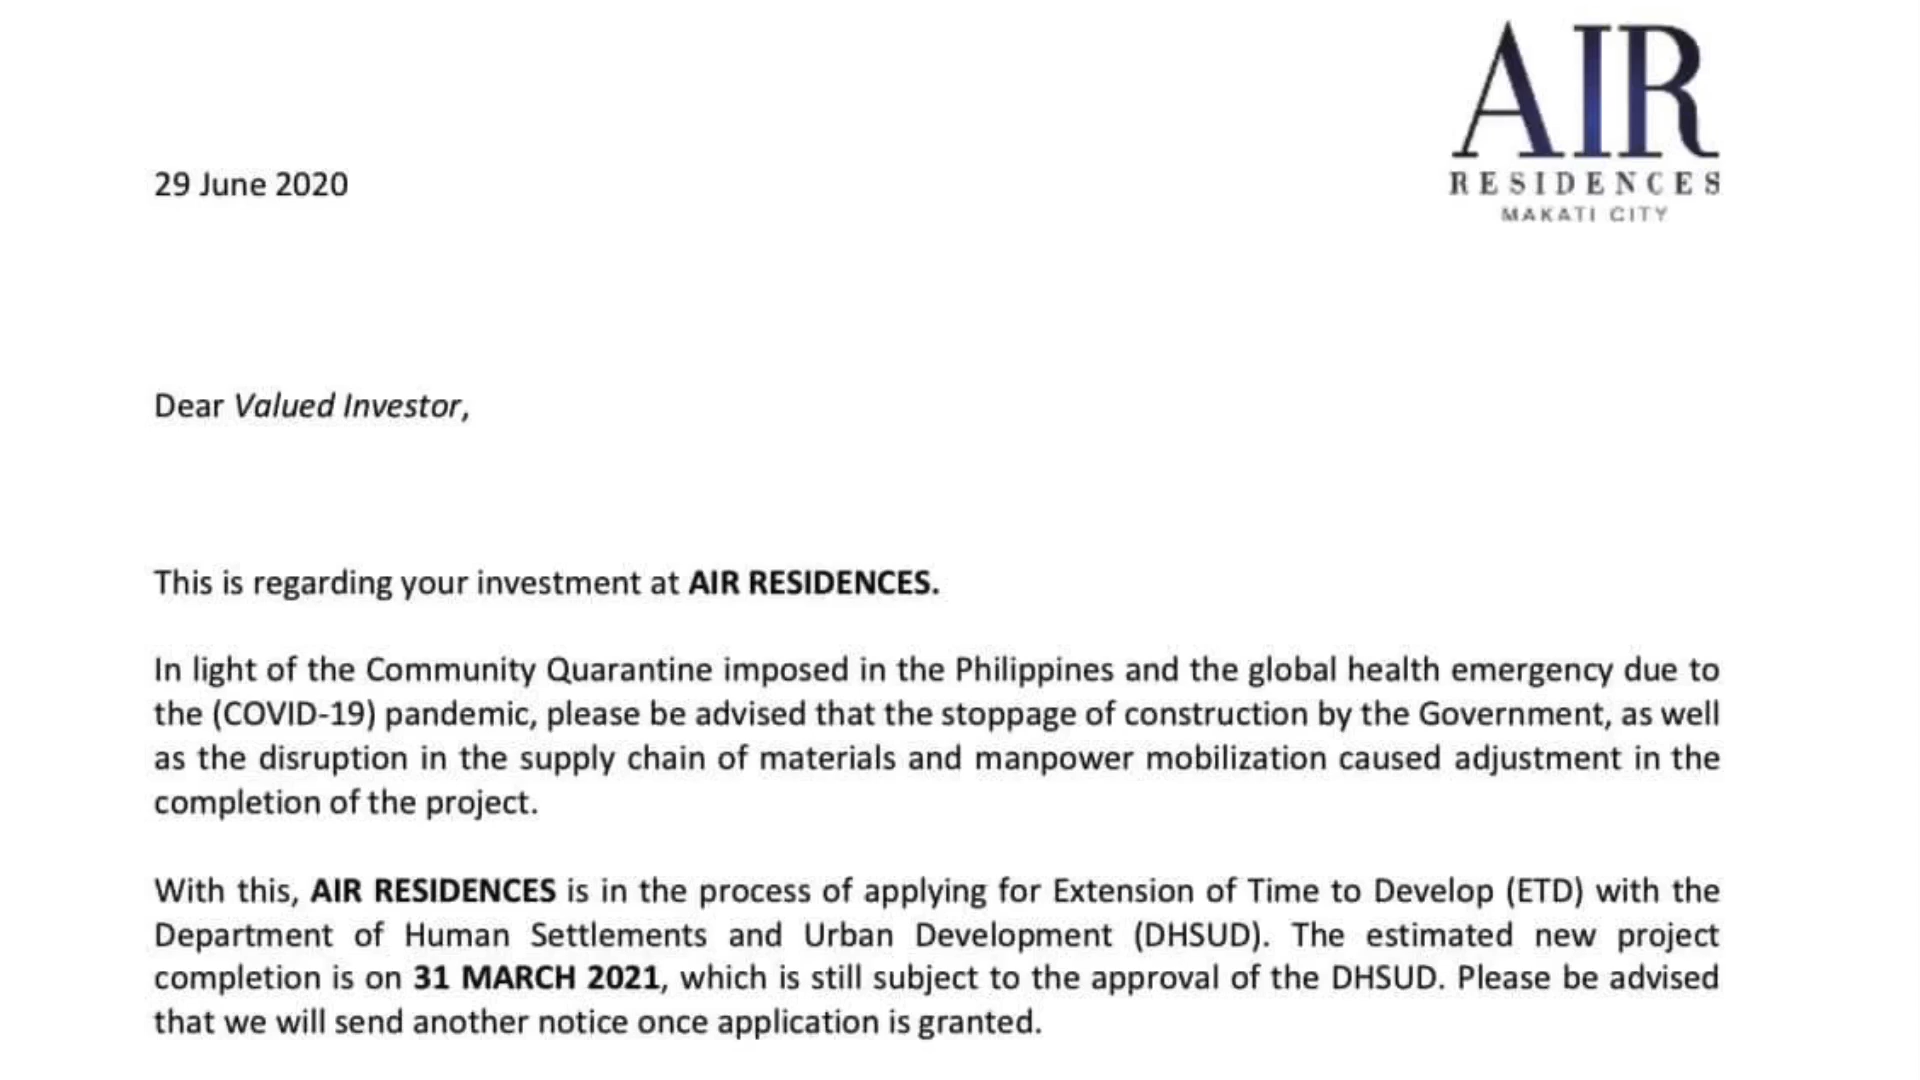 AIR
RESIDENCES
MAKATI CITY
29 June 2020
Dear Valued Investor,
This is regarding your investment at AIR RESIDENCES.
In light of the Community Quarantine imposed in the Philippines and the global health emergency due to
the (COVID-19) pandemic, please be advised that the stoppage of construction by the Government, as well
as the disruption in the supply chain of materials and manpower mobilization caused adjustment in the
completion of the project.
With this, AIR RESIDENCES is in the process of applying for Extension of Time to Develop (ETD) with the
Department of Human Settlements and Urban Development (DHSUD). The estimated new project
completion is on 31 MARCH 2021, which is still subject to the approval of the DHSUD. Please be advised
that we will send another notice once application is granted.